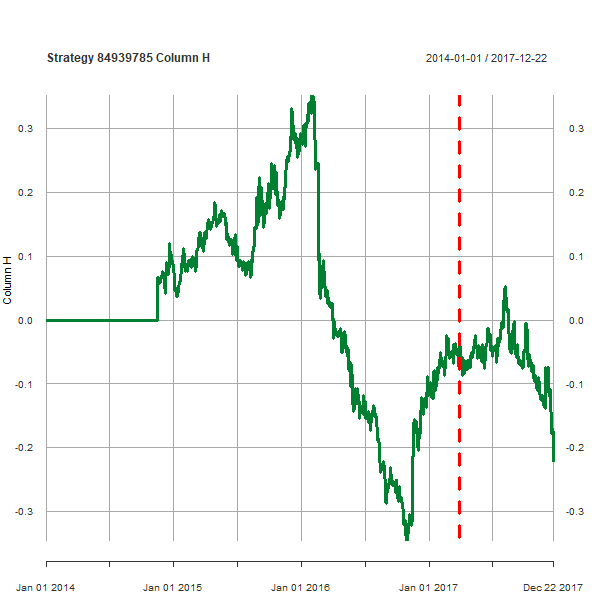 Strategy 84939785 Column H
2014-01-01 / 2017-12-22
Column H
0.3
0.2
0.1
0.0
-0.1
-0.2
-0.3
0.3
0.2
0.1
0.0
-0.1
-0.2
-0.3
Jan 01 2014
Jan 01 2015
Jan 01 2016
Jan 01 2017
Dec 22 2017